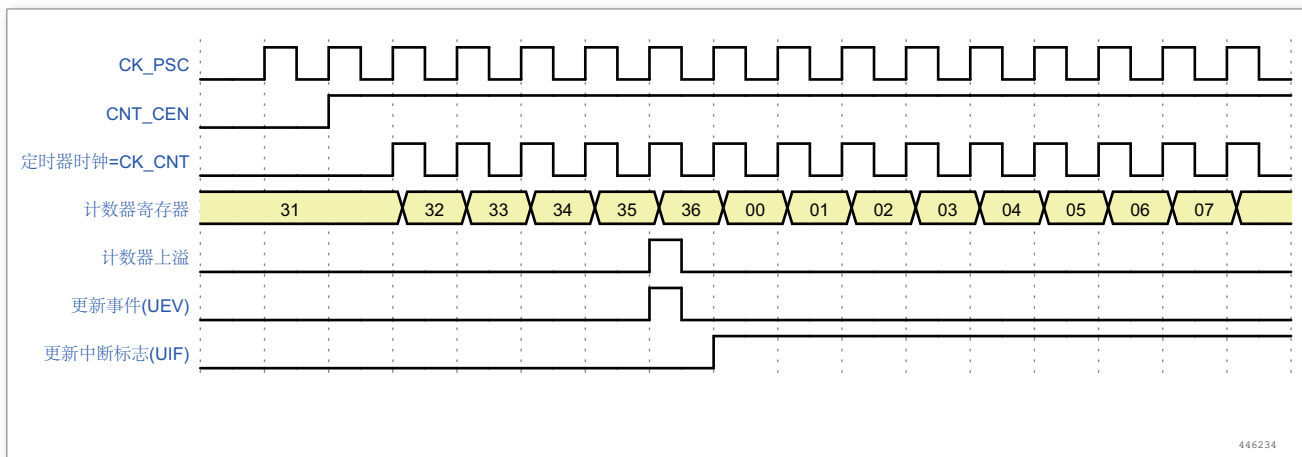 CK_PSC
CNT_CEN
定时器时钟=CK_CNT
计数器寄存器 31 32 33 34 35 36 00 01 02 03 04 05 06 07
计数器上溢
更新事件(UEV)
更新中断标志(UIF)
446234